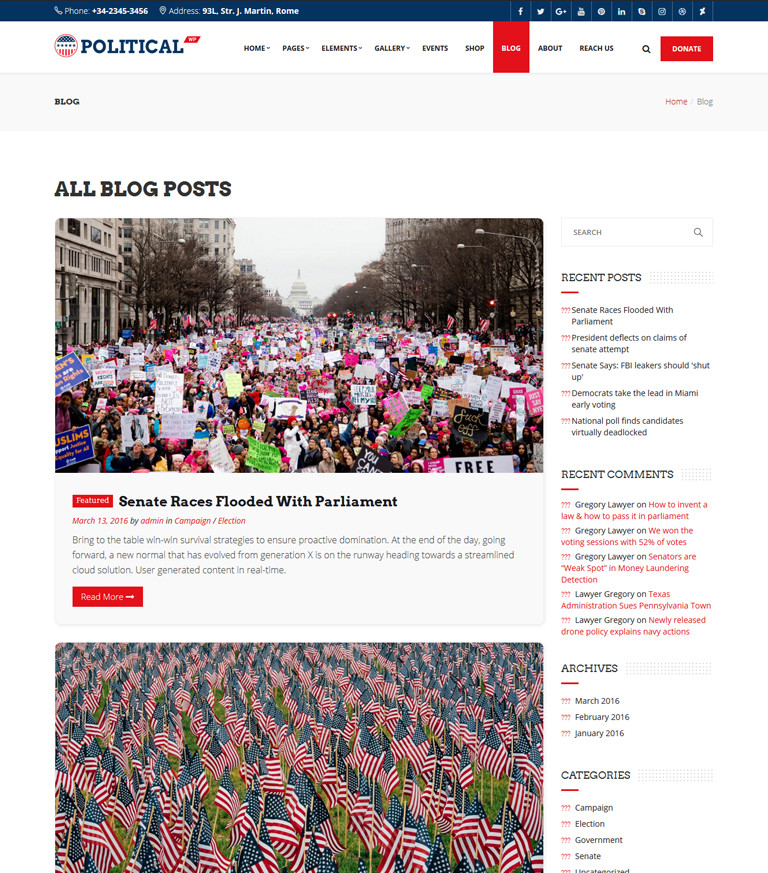 Phone: +34-2345-3456 Address: 93L, Str. J. Martin, Rome
POLITICAL WP
HOME PAGES ELEMENTS GALLERY EVENTS SHOP BLOG ABOUT REACH US DONATE
BLOG
Home / Blog
ALL BLOG POSTS
FREE
Featured Senate Races Flooded With Parliament
March 13, 2016 by admin in Campaign / Election
Bring to the table win-win survival strategies to ensure proactive domination. At the end of the day, going
forward, a new normal that has evolved from generation X is on the runway heading towards a streamlined
cloud solution. User generated content in real-time.
Read More
SEARCH
RECENT POSTS
??? Senate Races Flooded With
Parliament
??? President deflects on claims of
senate attempt
??? Senate Says: FBI leakers should 'shut
up'
??? Democrats take the lead in Miami
early voting
??? National poll finds candidates
virtually deadlocked
RECENT COMMENTS
??? Gregory Lawyer on How to invent a
law & how to pass it in parliament
??? Gregory Lawyer on We won the
voting sessions with 52% of votes
??? Gregory Lawyer on Senators are
"Weak Spot" in Money Laundering
Detection
??? Lawyer Gregory on Texas
Administration Sues Pennsylvania Town
??? Lawyer Gregory on Newly released
drone policy explains navy actions
ARCHIVES
??? March 2016
??? February 2016
??? January 2016
CATEGORIES
??? Campaign
??? Election
??? Government
??? Senate
??? Uncategorized